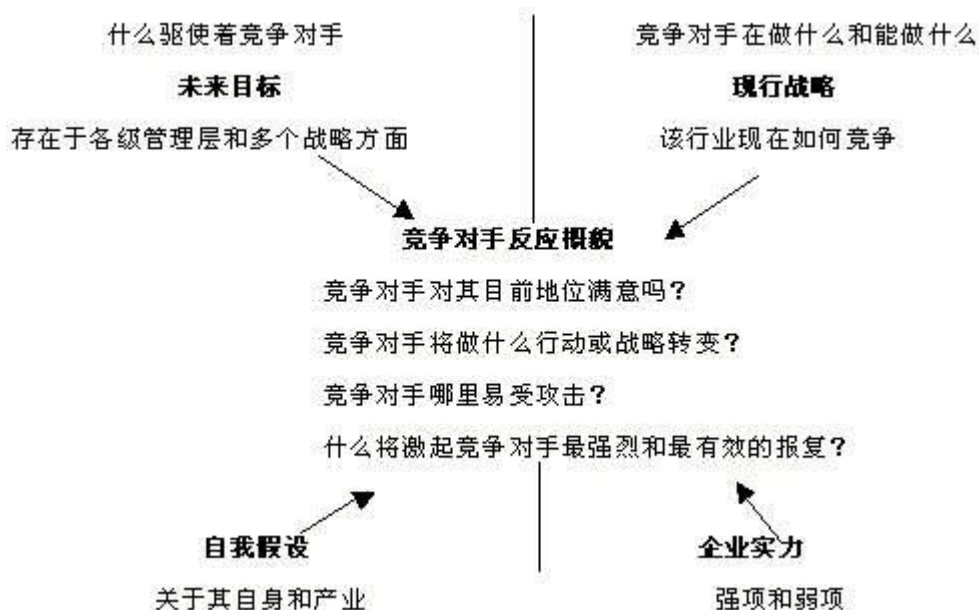 什么驱使着竞争对手
竞争对手在做什么和能做什么
未来目标
现行战略
存在于各级管理层和多个战略方面
该行业现在如何竞争
竞争对手反应概貌
竞争对手对其目前地位满意吗？
竞争对手将做什么行动或战略转变？
竞争对手哪里易受攻击？
什么将激起竞争对手最强烈和最有效的报复？
自我假设
企业实力
关于其自身和产业
强项和弱项